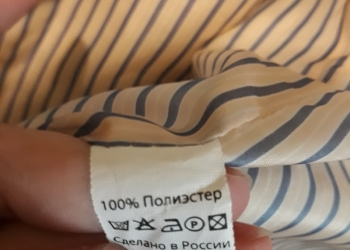 100% Полиэстер
Сделано в России